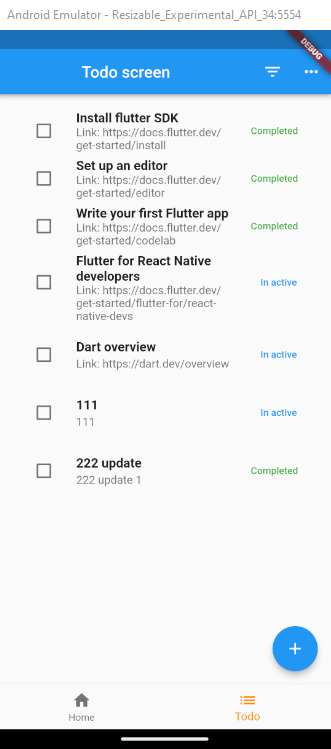 Android Emulator - Resizable_Experimental_API_34:5554
DEBUG
Todo screen
Install flutter SDK
Link: https://docs.flutter.dev/
get-started/install
Completed
Set up an editor
Link: https://docs.flutter.dev/
get-started/editor
Completed
Write your first Flutter app
Link: https://docs.flutter.dev/
get-started/codelab
Completed
Flutter for React Native
developers
Link: https://docs.flutter.dev/
get-started/flutter-for/react-
native-devs
In active
Dart overview
Link: https://dart.dev/overview
In active
111
111
In active
222 update
222 update 1
Completed
Home
Todo